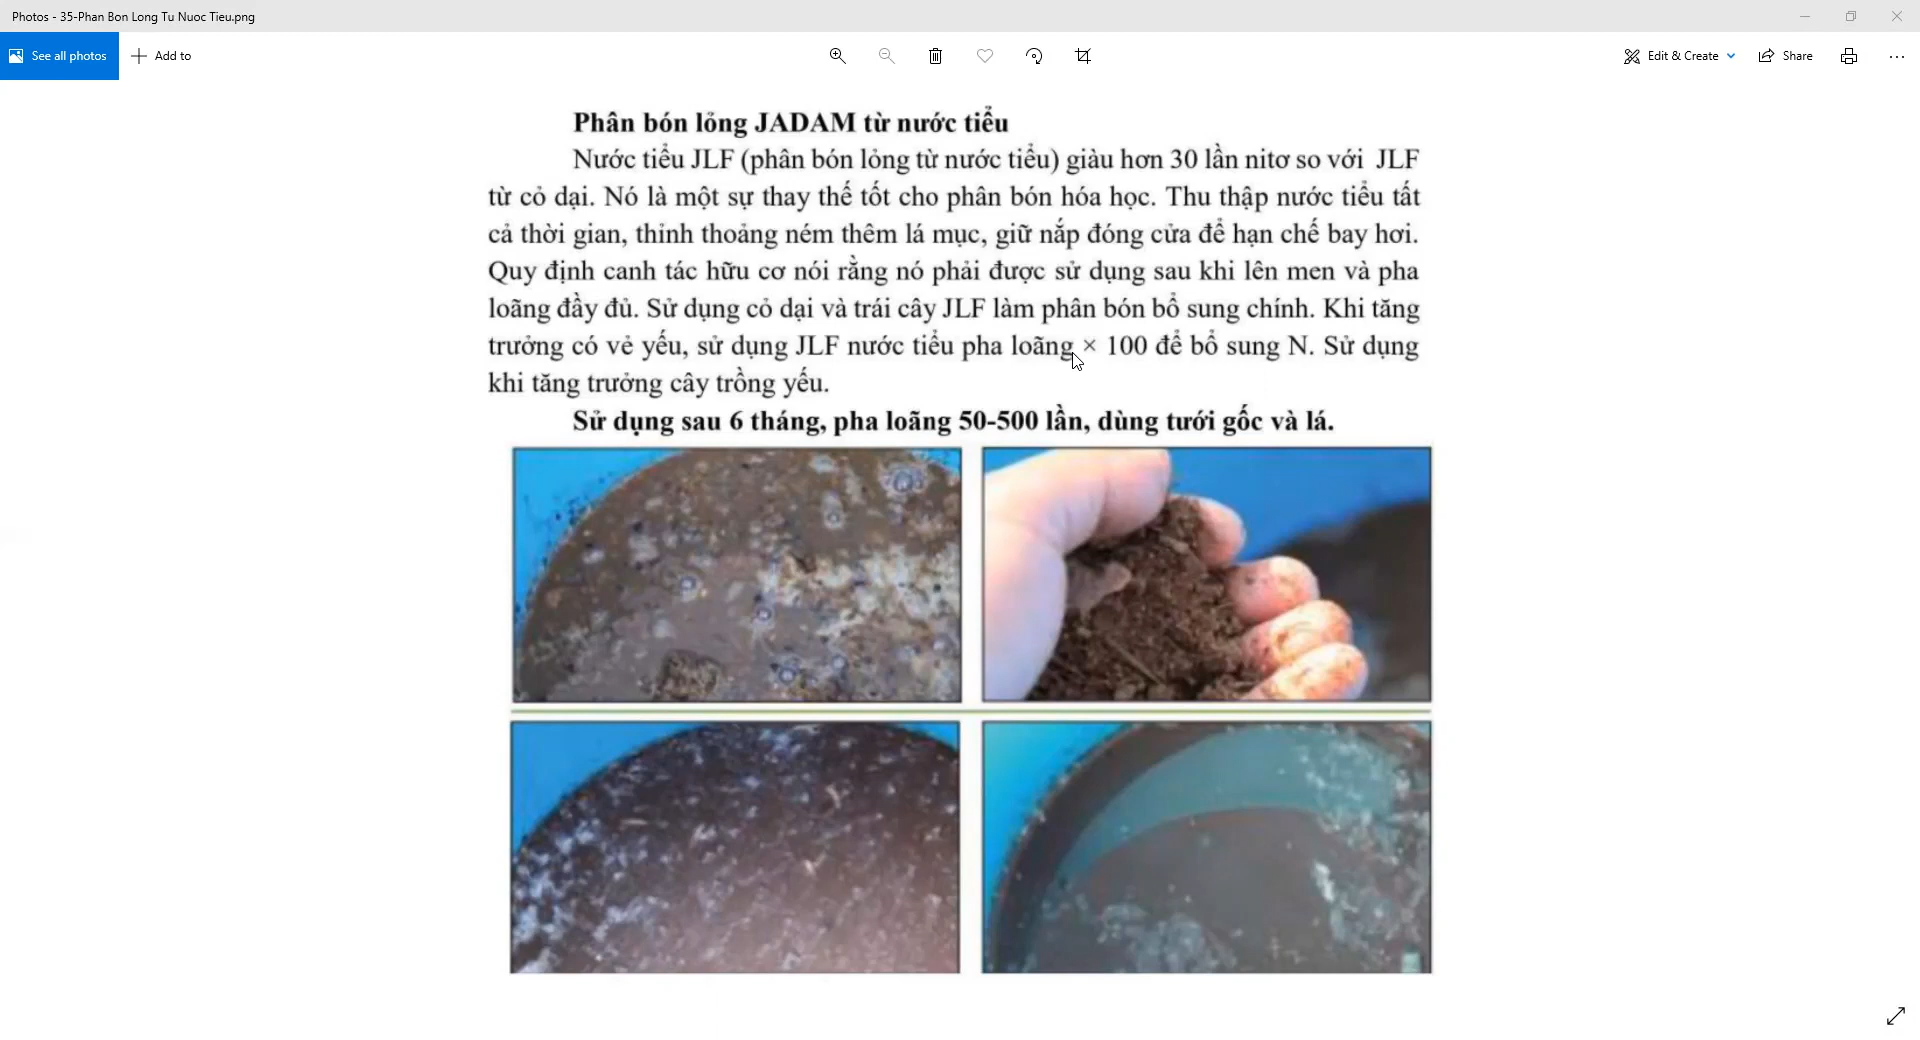 Photos - 35-Phan Bon Long Tu Nuoc Tieu.png
See all photos
Add to
Edit & Create
Share
Phân bón lỏng JADAM từ nước tiểu
Nước tiểu JLF (phân bón lỏng từ nước tiểu) giàu hơn 30 lần nitơ so với JLF
từ cỏ dại. Nó là một sự thay thế tốt cho phân bón hóa học. Thu thập nước tiểu tất
cả thời gian, thỉnh thoảng ném thêm lá mục, giữ nắp đóng cửa để hạn chế bay hơi.
Quy định canh tác hữu cơ nói rằng nó phải được sử dụng sau khi lên men và pha
loãng đầy đủ. Sử dụng cỏ dại và trái cây JLF làm phân bón bổ sung chính. Khi tăng
trưởng có vẻ yếu, sử dụng JLF nước tiểu pha loãng × 100 để bổ sung N. Sử dụng
khi tăng trưởng cây trồng yếu.
Sử dụng sau 6 tháng, pha loãng 50-500 lần, dùng tưới gốc và lá.